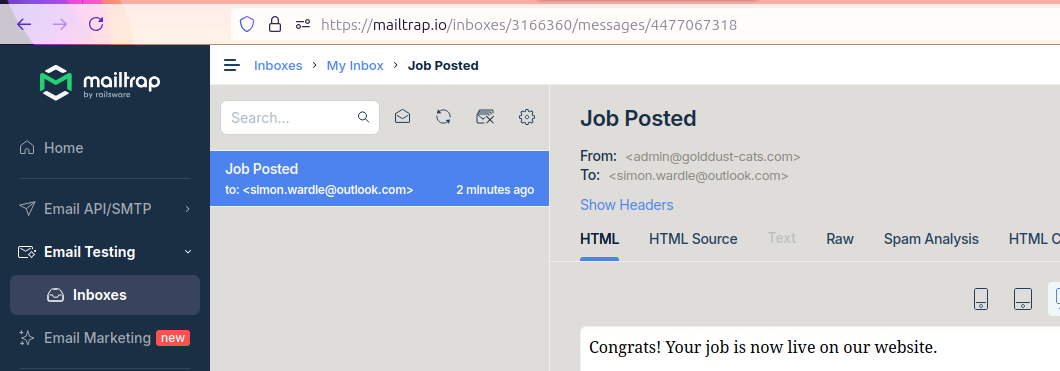 https://mailtrap.io/inboxes/3166360/messages/4477067318
mailtrap
by railsware
Home
Email API/SMTP
Email Testing
Inboxes
Email Marketing new
Inboxes > My Inbox > Job Posted
Search...
Job Posted
to: <simon.wardle@outlook.com> 2 minutes ago
Job Posted
From: <admin@golddust-cats.com>
To: <simon.wardle@outlook.com>
Show Headers
HTML HTML Source Text Raw Spam Analysis HTML C
Congrats! Your job is now live on our website.